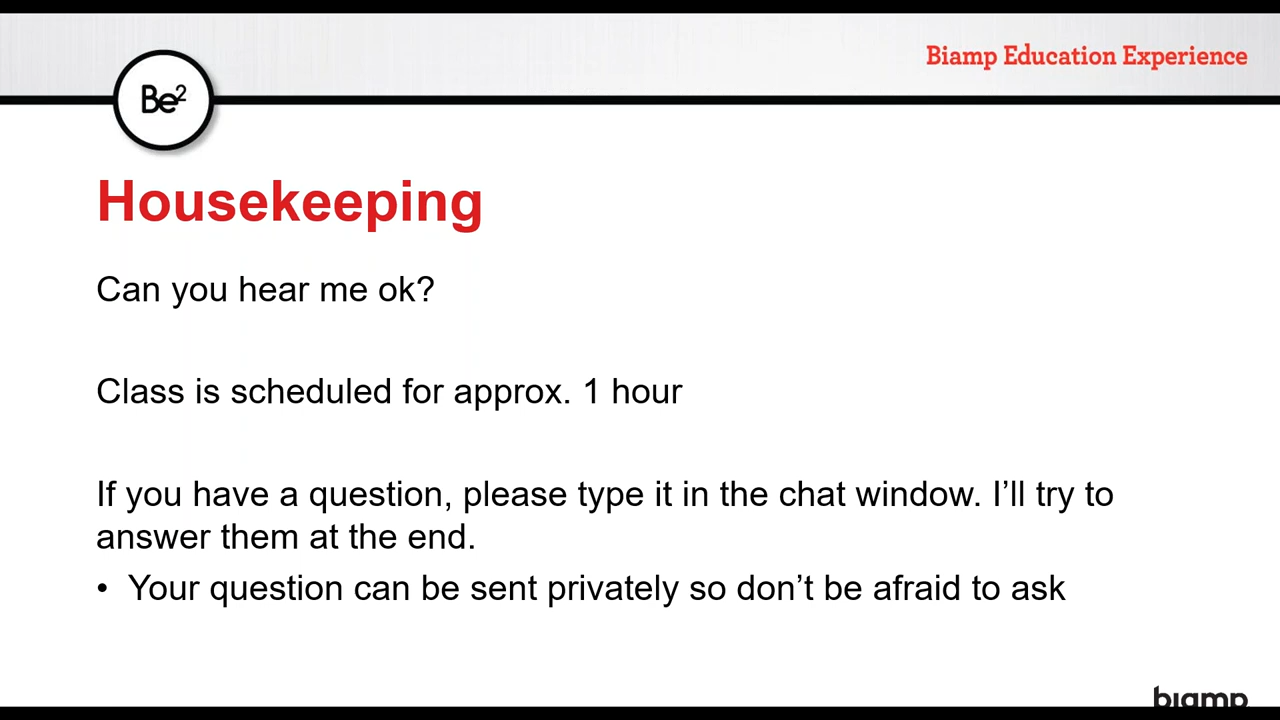 Biamp Education Experience
Be²
Housekeeping
Can you hear me ok?
Class is scheduled for approx. 1 hour
If you have a question, please type it in the chat window. I’ll try to
answer them at the end.
• Your question can be sent privately so don’t be afraid to ask
biamp